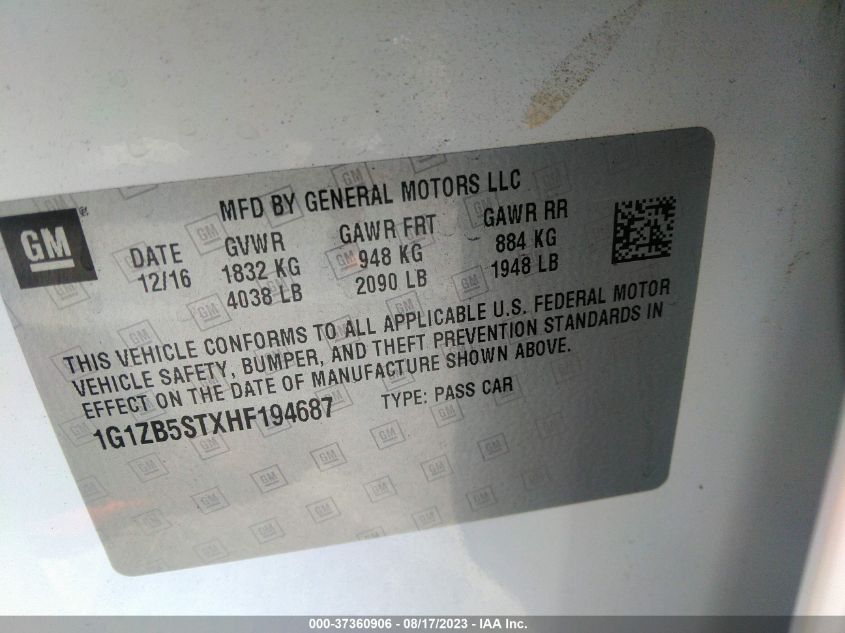 GM
MFD BY GENERAL MOTORS LLC
DATE GVWR GAWR FRT GAWR RR
12/16 1832 KG 948 KG 884 KG
4038 LB 2090 LB 1948 LB
THIS VEHICLE CONFORMS TO ALL APPLICABLE U.S. FEDERAL MOTOR
VEHICLE SAFETY, BUMPER, AND THEFT PREVENTION STANDARDS IN
EFFECT ON THE DATE OF MANUFACTURE SHOWN ABOVE.
1G1ZB5STXHF194687 TYPE: PASS CAR
000-37360906 - 08/17/2023 - IAA Inc.